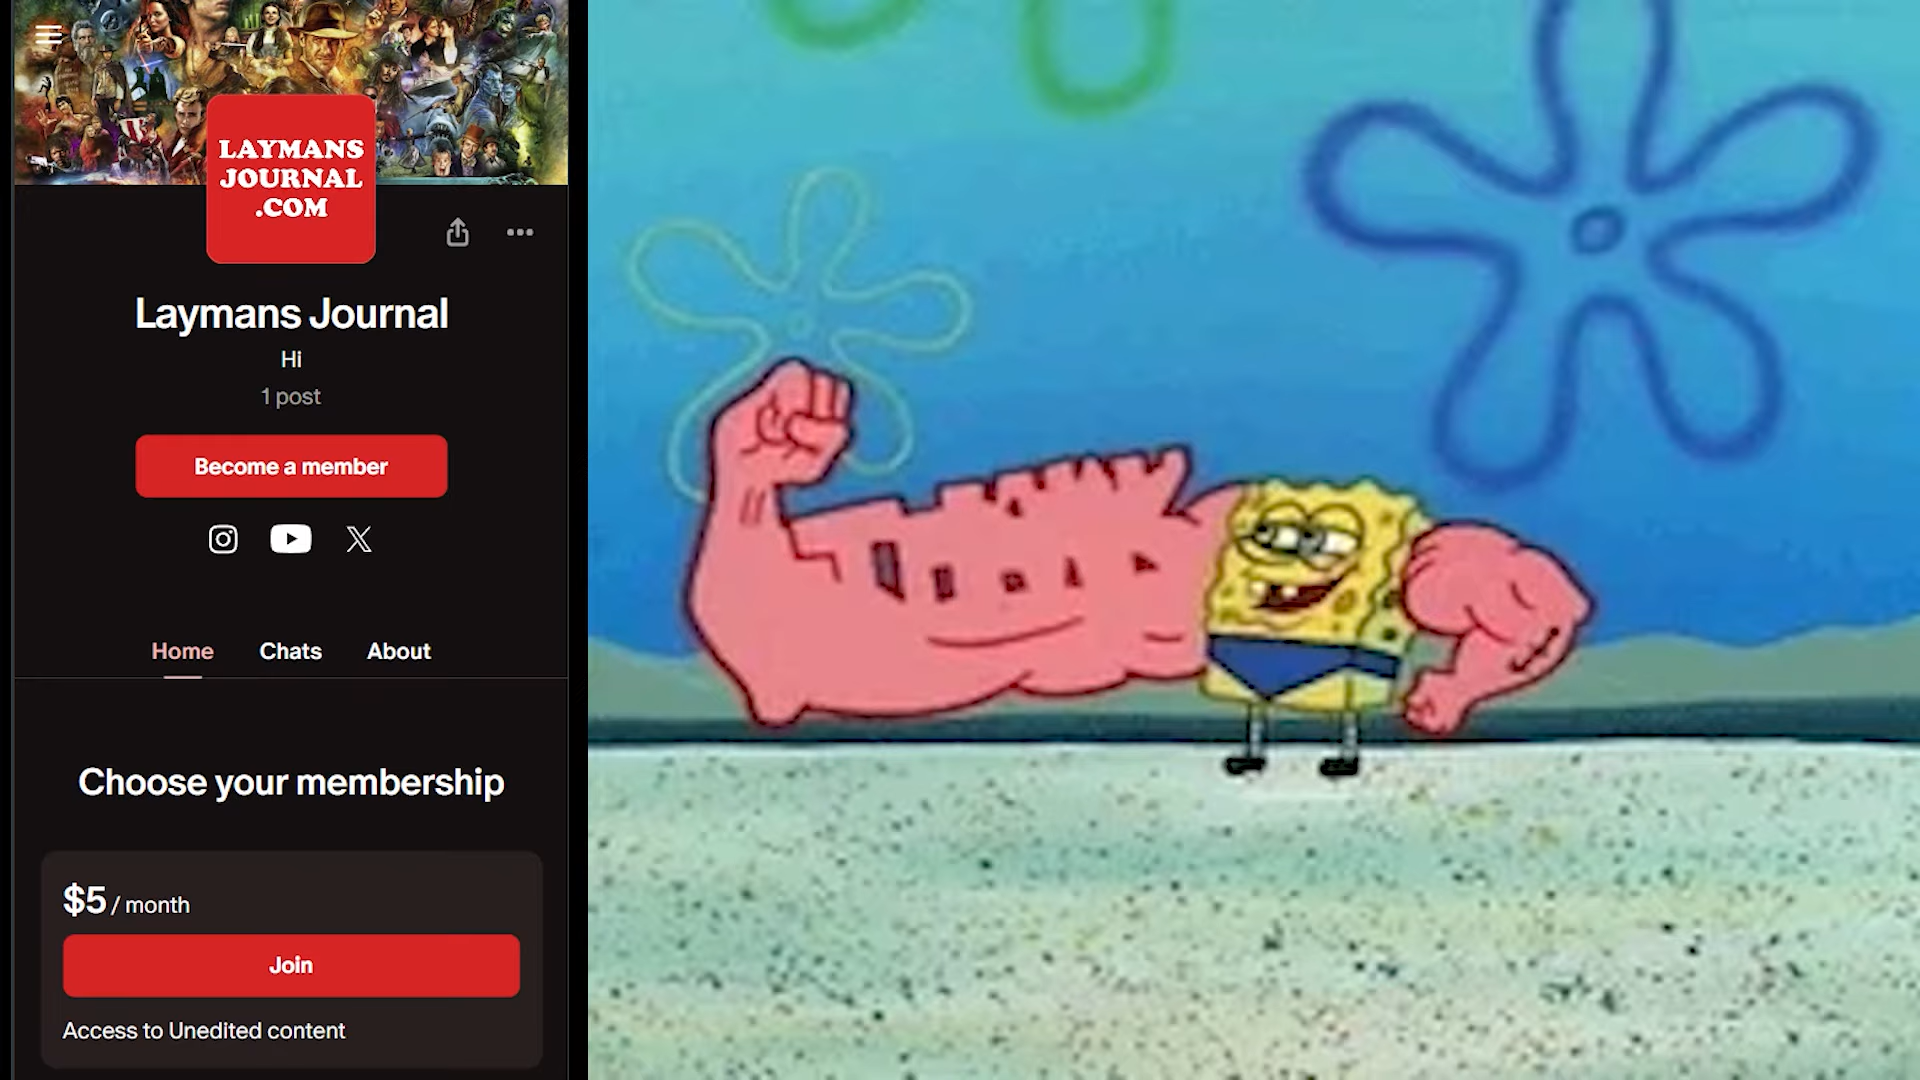 LAYMANS
JOURNAL
.COM
Laymans Journal
Hi
1 post
Become a member
Home Chats About
Choose your membership
$5 / month
Join
Access to Unedited content